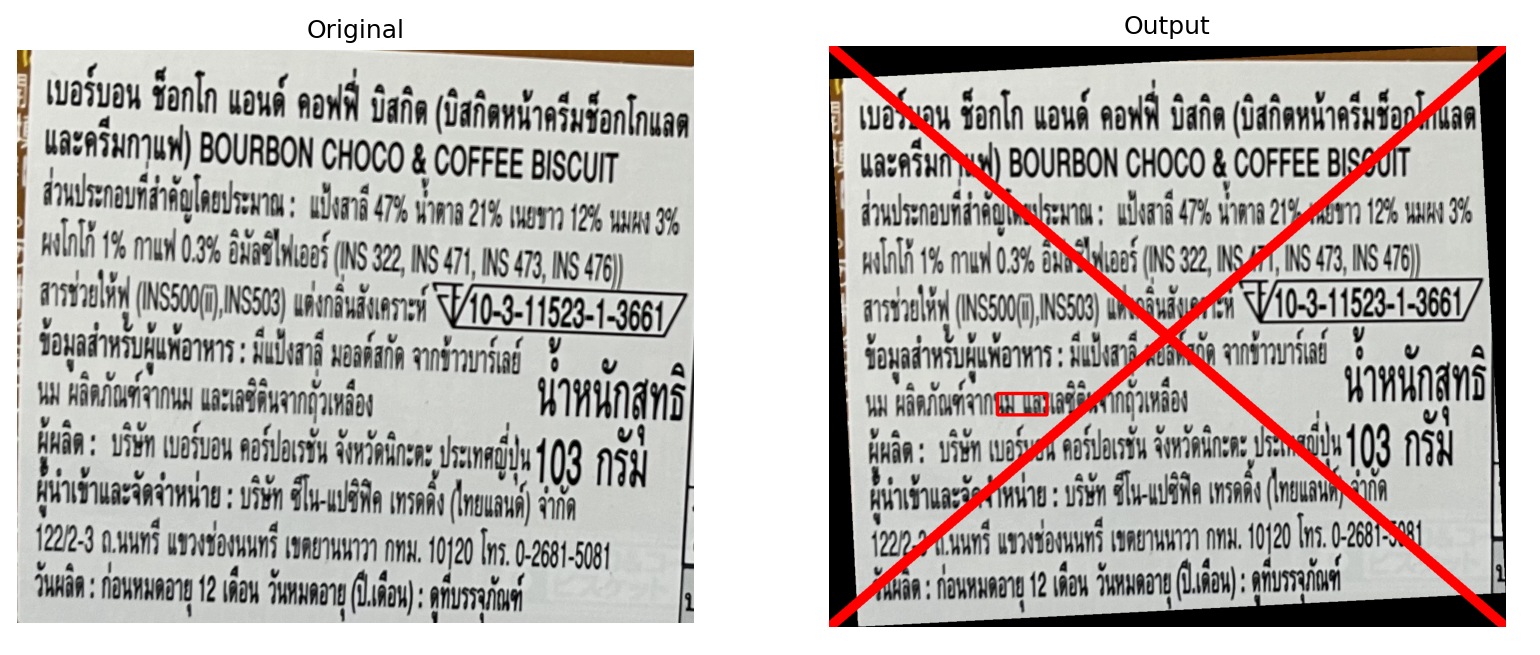 Original
เบอร์บอน ช็อกโก แอนด์ คอฟฟี่ บิสกิต (บิสกิตหน้าครีมช็อกโกแลต
และครีมกาแฟ) BOURBON CHOCO & COFFEE BISCUIT
ส่วนประกอบที่สำคัญโดยประมาณ : แป้งสาลี 47% น้ำตาล 21% เนยขาว 12% นมผง 3%
ผงโกโก้ 1% กาแฟ 0.3% อิมัลซิไฟเออร์ (INS 322, INS 471, INS 473, INS 476))
สารช่วยให้ฟู (INS500(ii),INS503) แต่งกลิ่นสังเคราะห์ 10-3-11523-1-3661
ข้อมูลสำหรับผู้แพ้อาหาร : มีแป้งสาลี มอลต์สกัด จากข้าวบาร์เลย์
นม ผลิตภัณฑ์จากนม และเลซิตินจากถั่วเหลือง
น้ำหนักสุทธิ
103 กรัม
ผู้ผลิต : บริษัท เบอร์บอน คอร์ปอเรชั่น จังหวัดนิกะตะ ประเทศญี่ปุ่น
ผู้นำเข้าและจัดจำหน่าย : บริษัท ซีโน-แปซิฟิค เทรดดิ้ง (ไทยแลนด์) จำกัด
122/2-3 ถ.นนทรี แขวงช่องนนทรี เขตยานนาวา กทม. 10120 โทร. 0-2681-5081
วันผลิต : ก่อนหมดอายุ 12 เดือน วันหมดอายุ (ปี.เดือน) : ดูที่บรรจุภัณฑ์
Output
เบอร์บอน ช็อกโก แอนด์ คอฟฟี่ บิสกิต (บิสกิตหน้าครีมช็อกโกแลต
และครีมกาแฟ) BOURBON CHOCO & COFFEE BISCUIT
ส่วนประกอบที่สำคัญโดยประมาณ : แป้งสาลี 47% น้ำตาล 21% เนยขาว 12% นมผง 3%
ผงโกโก้ 1% กาแฟ 0.3% อิมัลซิไฟเออร์ (INS 322, INS 471, INS 473, INS 476))
สารช่วยให้ฟู (INS500(ii),INS503) แต่งกลิ่นสังเคราะห์ 10-3-11523-1-3661
ข้อมูลสำหรับผู้แพ้อาหาร : มีแป้งสาลี มอลต์สกัด จากข้าวบาร์เลย์
นม ผลิตภัณฑ์จากนม และเลซิตินจากถั่วเหลือง
น้ำหนักสุทธิ
103 กรัม
ผู้ผลิต : บริษัท เบอร์บอน คอร์ปอเรชั่น จังหวัดนิกะตะ ประเทศญี่ปุ่น
ผู้นำเข้าและจัดจำหน่าย : บริษัท ซีโน-แปซิฟิค เทรดดิ้ง (ไทยแลนด์) จำกัด
122/2-3 ถ.นนทรี แขวงช่องนนทรี เขตยานนาวา กทม. 10120 โทร. 0-2681-5081
วันผลิต : ก่อนหมดอายุ 12 เดือน วันหมดอายุ (ปี.เดือน) : ดูที่บรรจุภัณฑ์